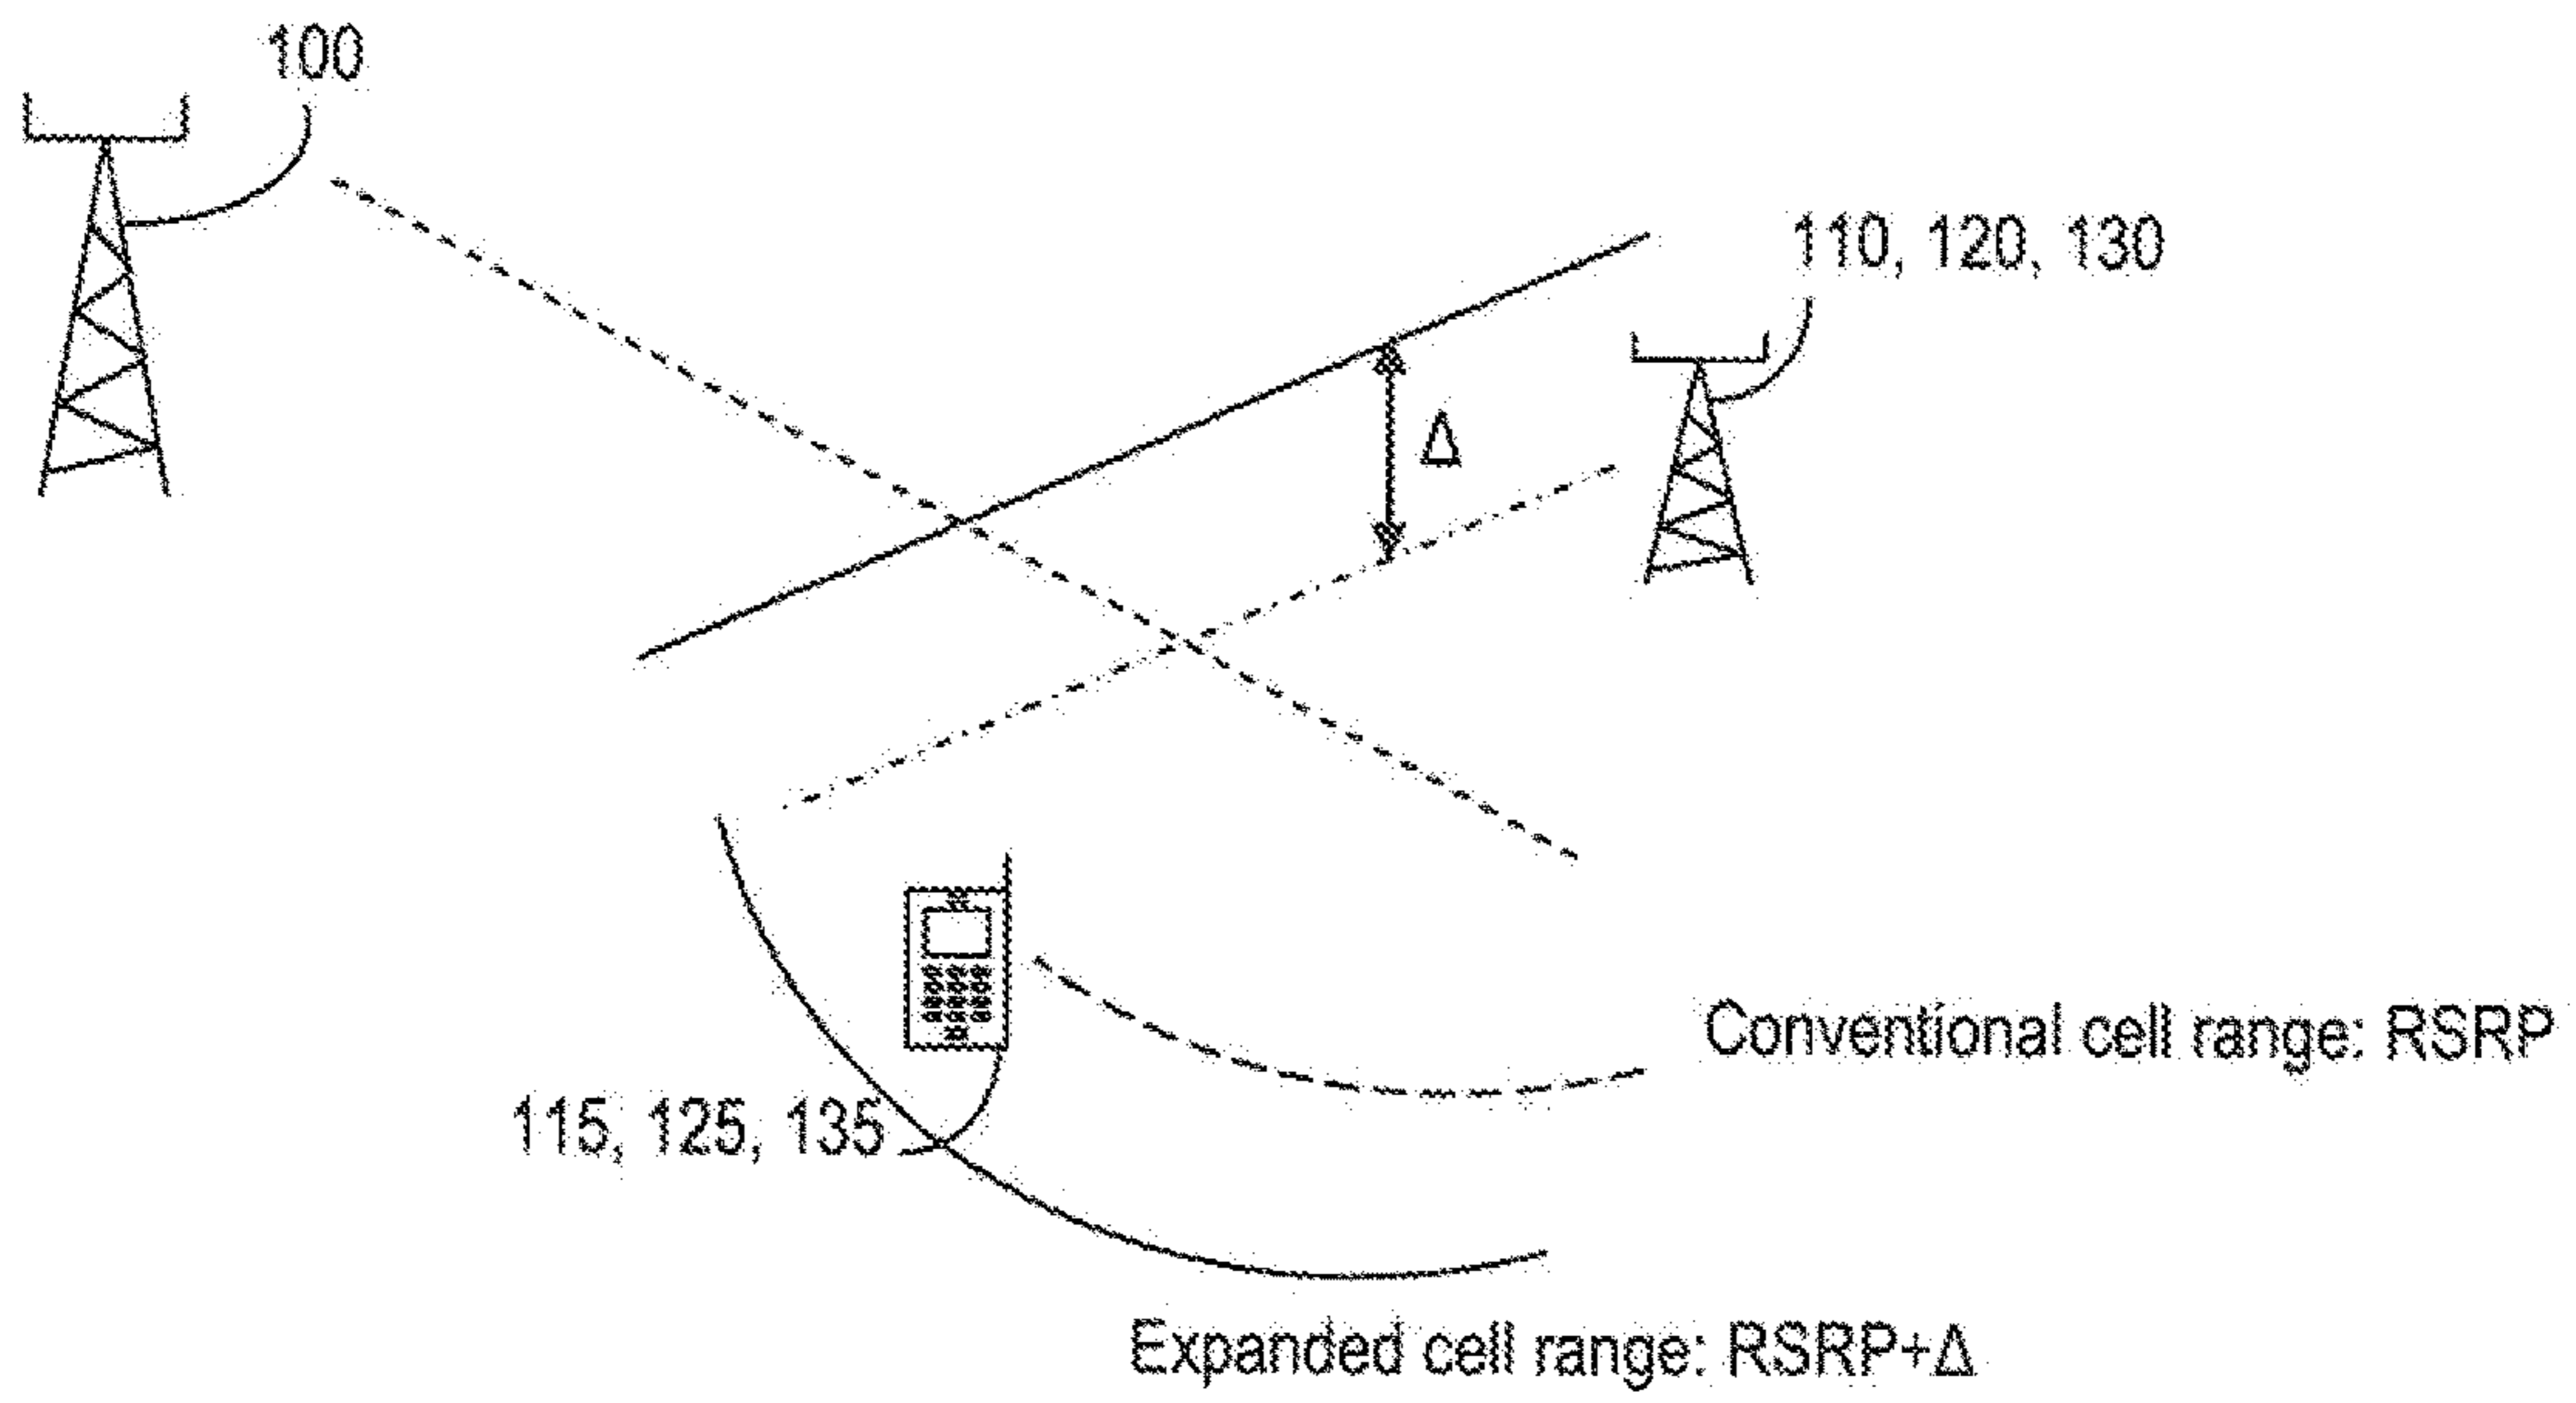 100
110, 120, 130
Δ
Conventional cell range: RSRP
115, 125, 135
Expanded cell range: RSRP+Δ